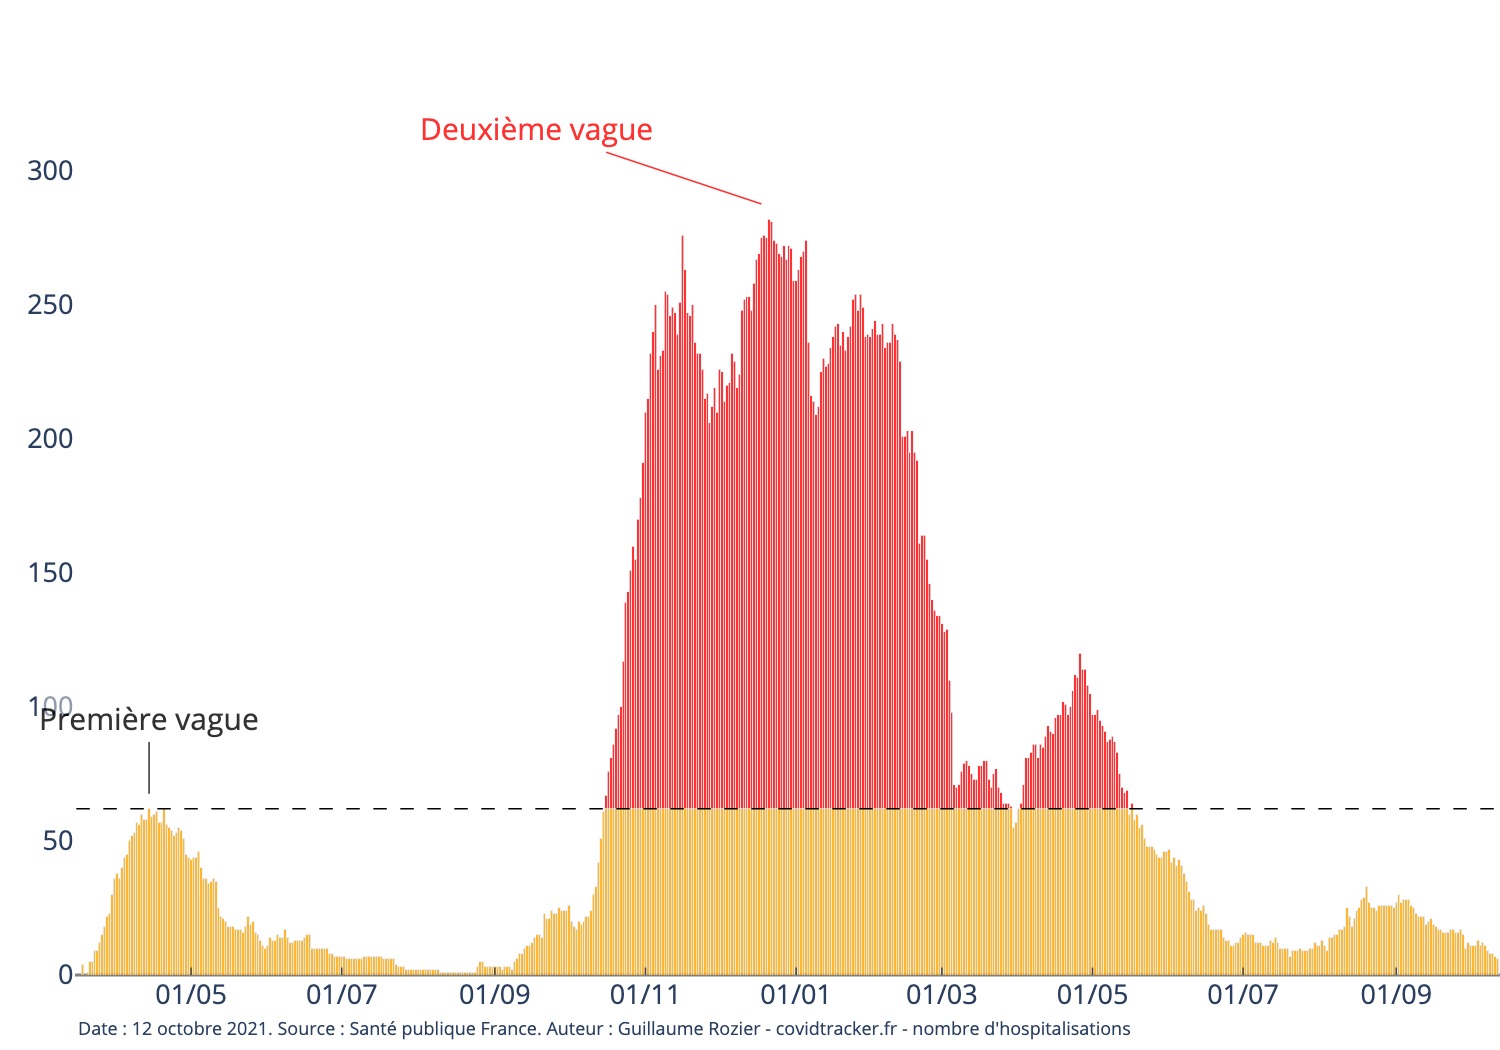 Deuxième vague
300
250
200
150
100
Première vague
50
0
01/05 01/07 01/09 01/11 01/01 01/03 01/05 01/07 01/09
Date : 12 octobre 2021. Source : Santé publique France. Auteur : Guillaume Rozier - covidtracker.fr - nombre d'hospitalisations